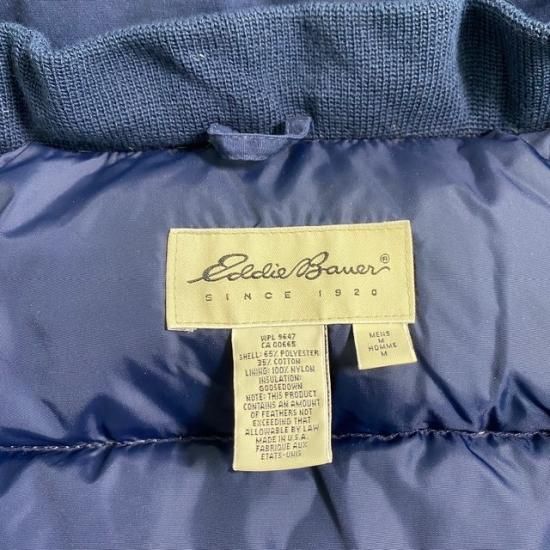 Eddie Bauer®
SINCE 1920
WPL 9647
CA 00665
SHELL: 65% POLYESTER
35% COTTON
LINING: 100% NYLON
INSULATION:
GOOSEDOWN
NOTE: THIS PRODUCT
CONTAINS AN AMOUNT
OF FEATHERS NOT
EXCEEDING THAT
ALLOWABLE BY LAW
MADE IN U.S.A.
FABRIQUE AUX
ETATS-UNIS
MENS
M
HOMME
M